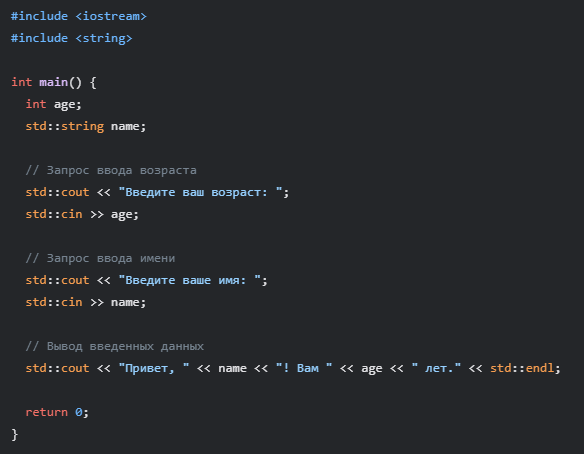 #include <iostream>
#include <string>
int main() {
int age;
std::string name;
// Запрос ввода возраста
std::cout << "Введите ваш возраст: ";
std::cin >> age;
// Запрос ввода имени
std::cout << "Введите ваше имя: ";
std::cin >> name;
// Вывод введенных данных
std::cout << "Привет, " << name << "! Вам " << age << " лет." << std::endl;
return 0;
}